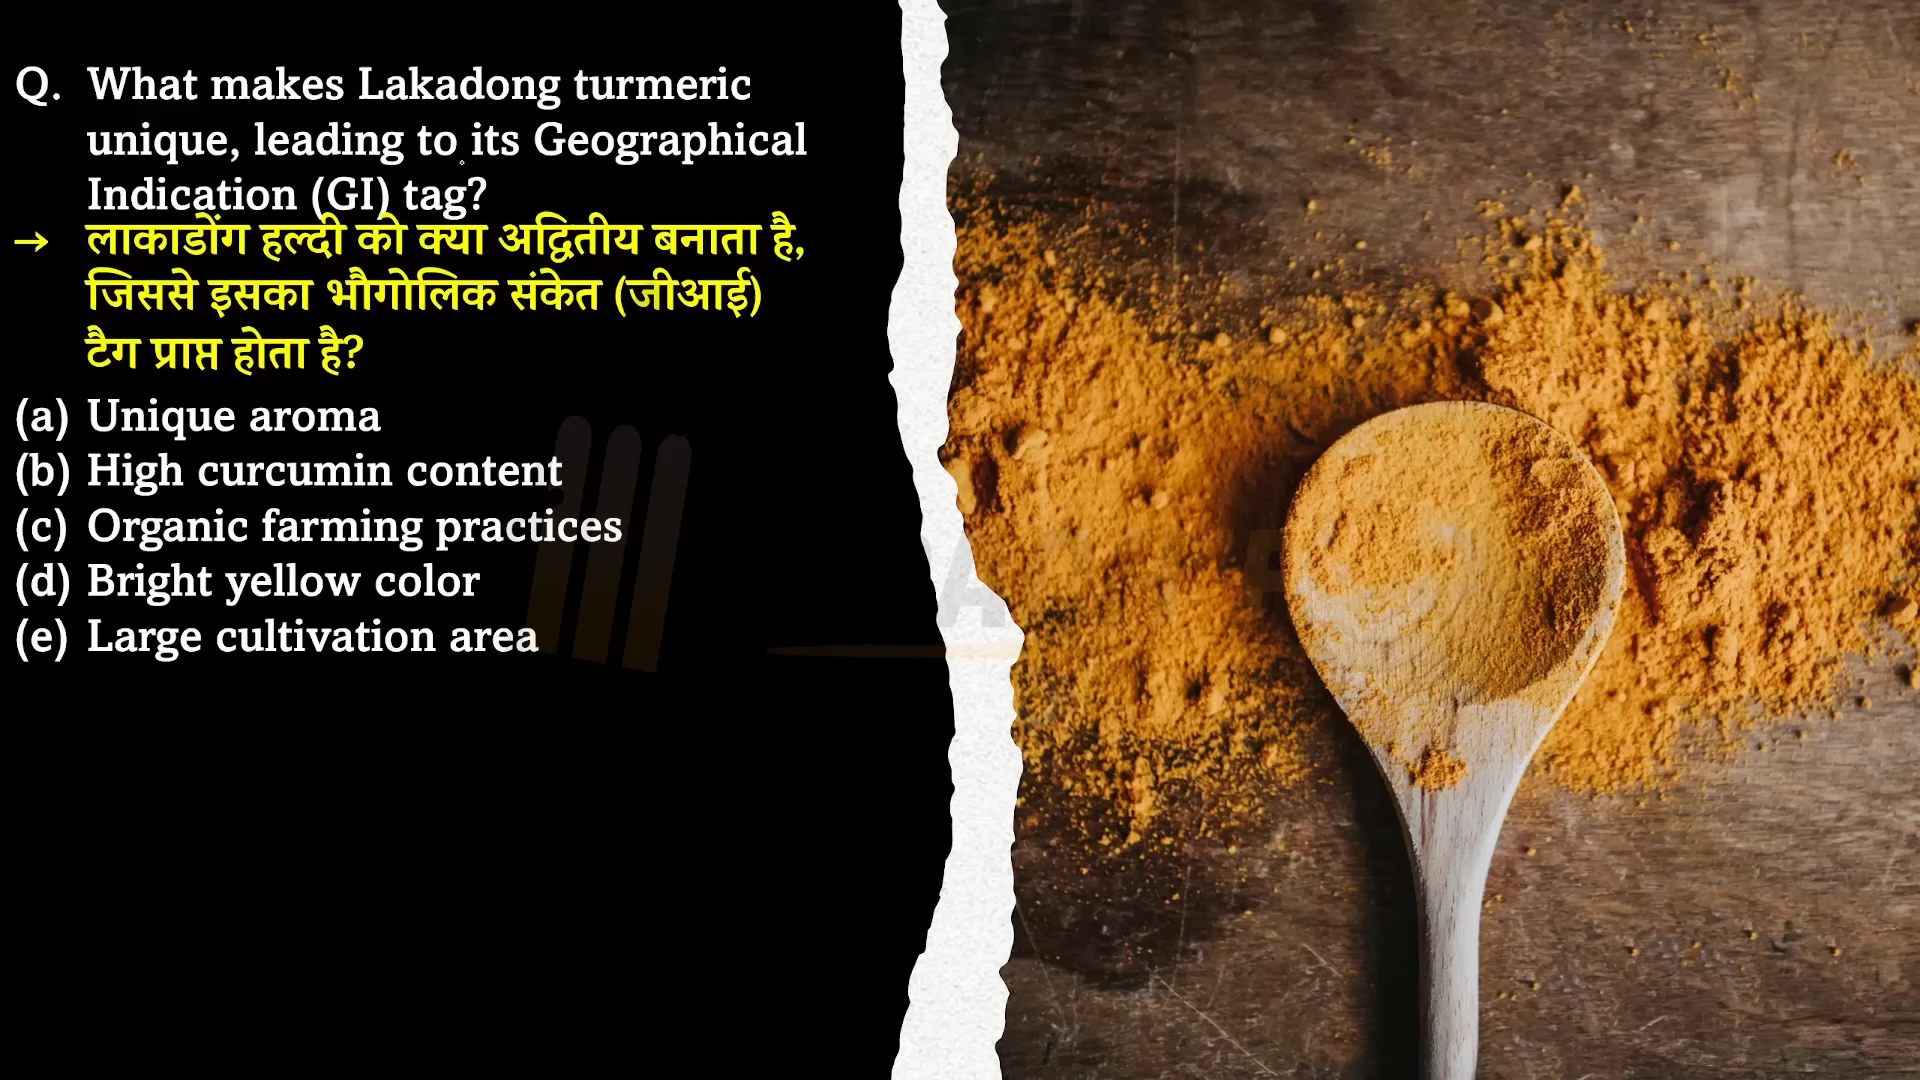 Q. What makes Lakadong turmeric
unique, leading to its Geographical
Indication (GI) tag?
→ लाकाडोंग हल्दी को क्या अद्वितीय बनाता है,
जिससे इसका भौगोलिक संकेत (जीआई)
टैग प्राप्त होता है?
(a) Unique aroma
(b) High curcumin content
(c) Organic farming practices
(d) Bright yellow color
(e) Large cultivation area